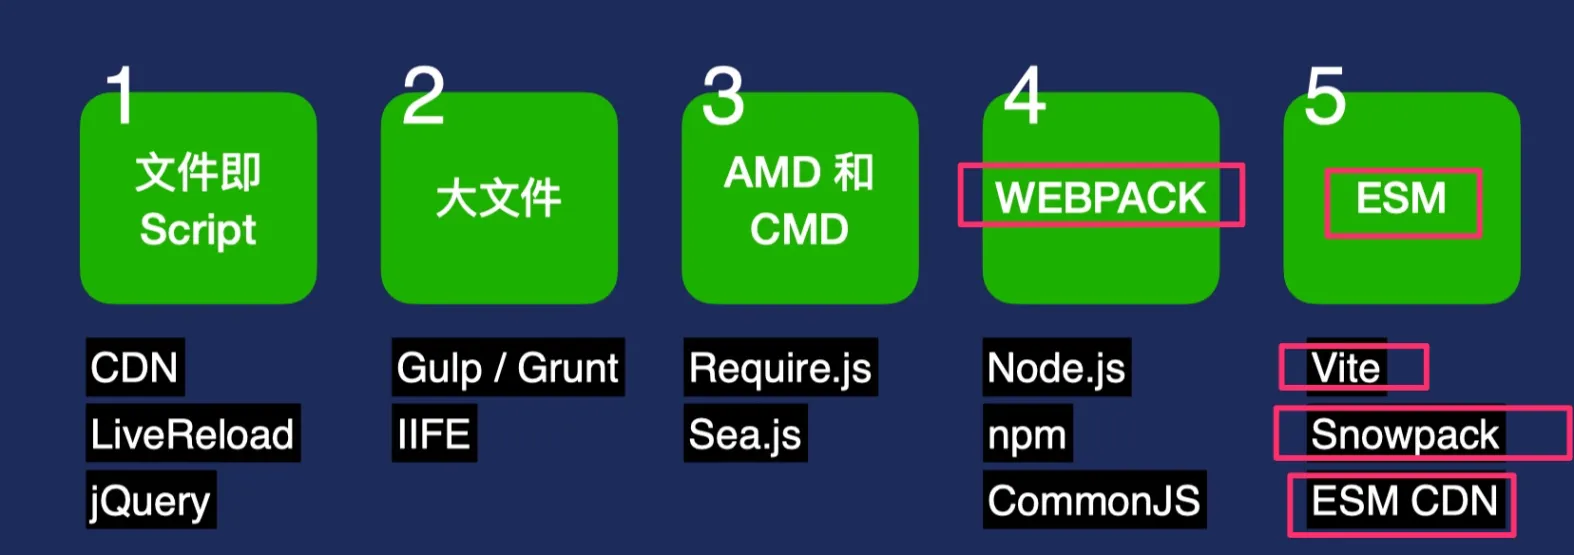 1
文件即
Script
CDN
LiveReload
jQuery
2
大文件
Gulp / Grunt
IIFE
3
AMD 和
CMD
Require.js
Sea.js
4
WEBPACK
Node.js
npm
CommonJS
5
ESM
Vite
Snowpack
ESM CDN